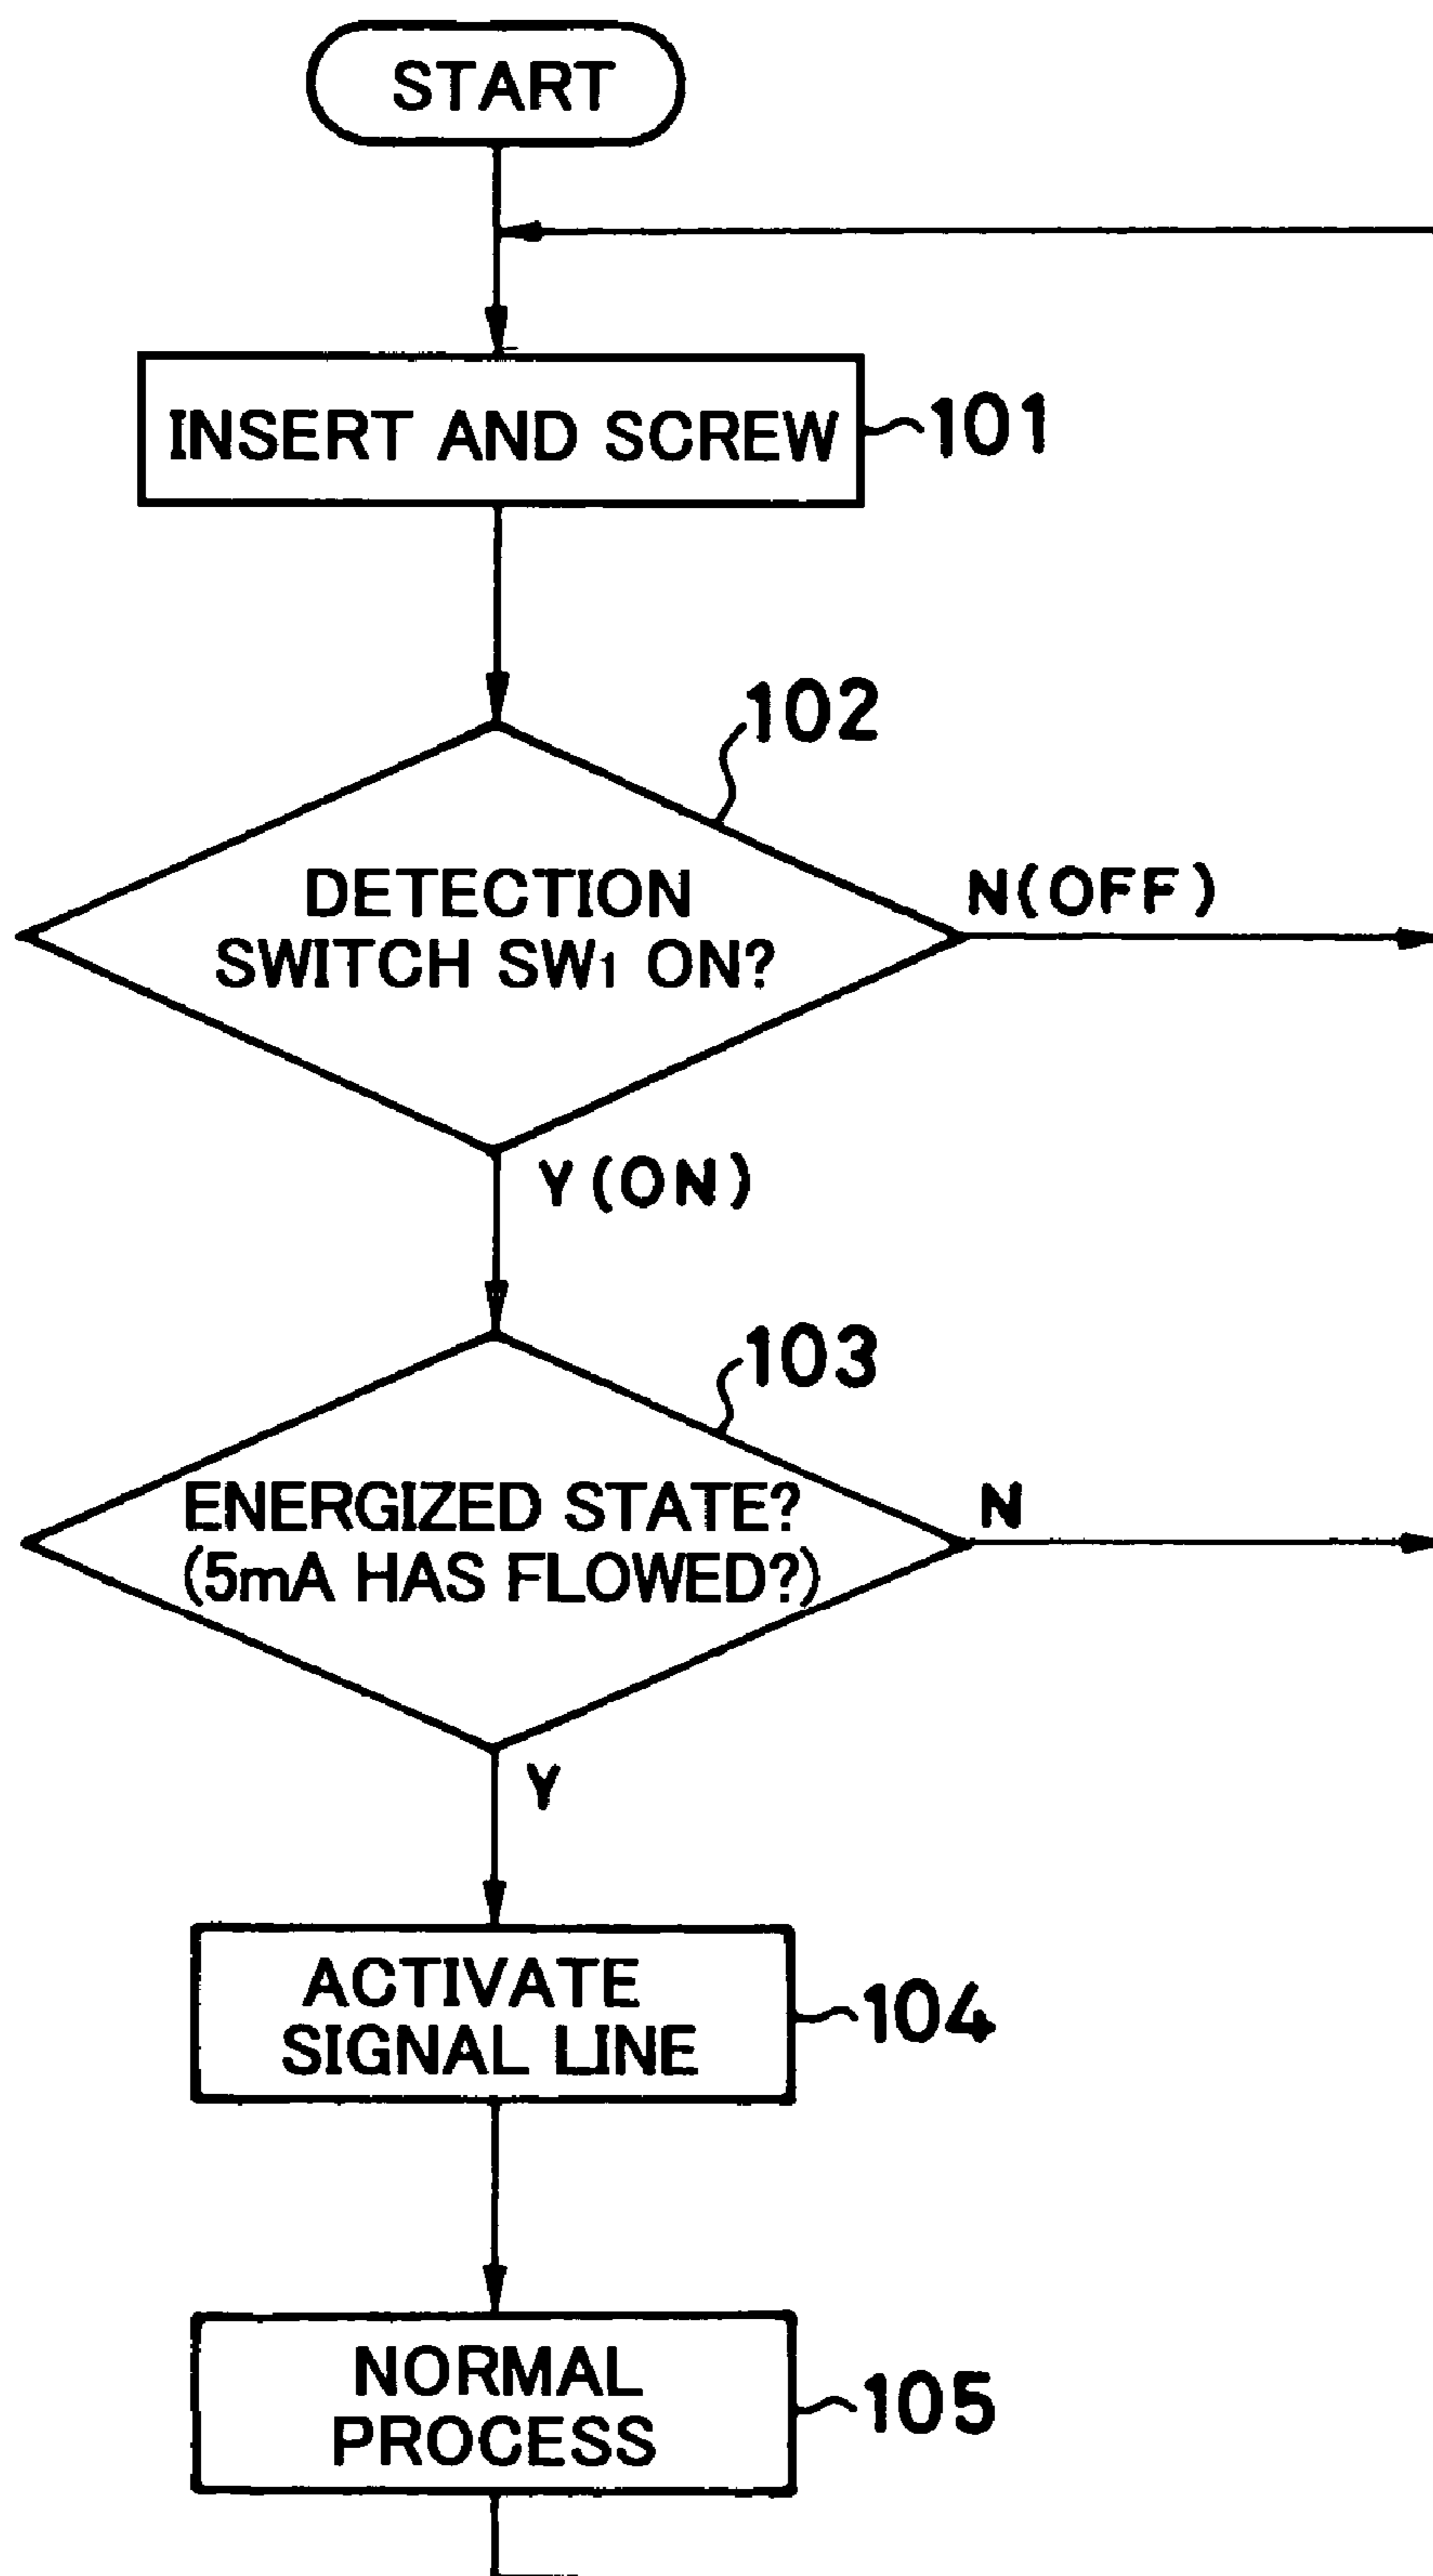 START
INSERT AND SCREW
101
102
DETECTION
SWITCH SW₁ ON?
N(OFF)
Y(ON)
103
ENERGIZED STATE?
(5mA HAS FLOWED?)
N
Y
ACTIVATE
SIGNAL LINE
104
NORMAL
PROCESS
105